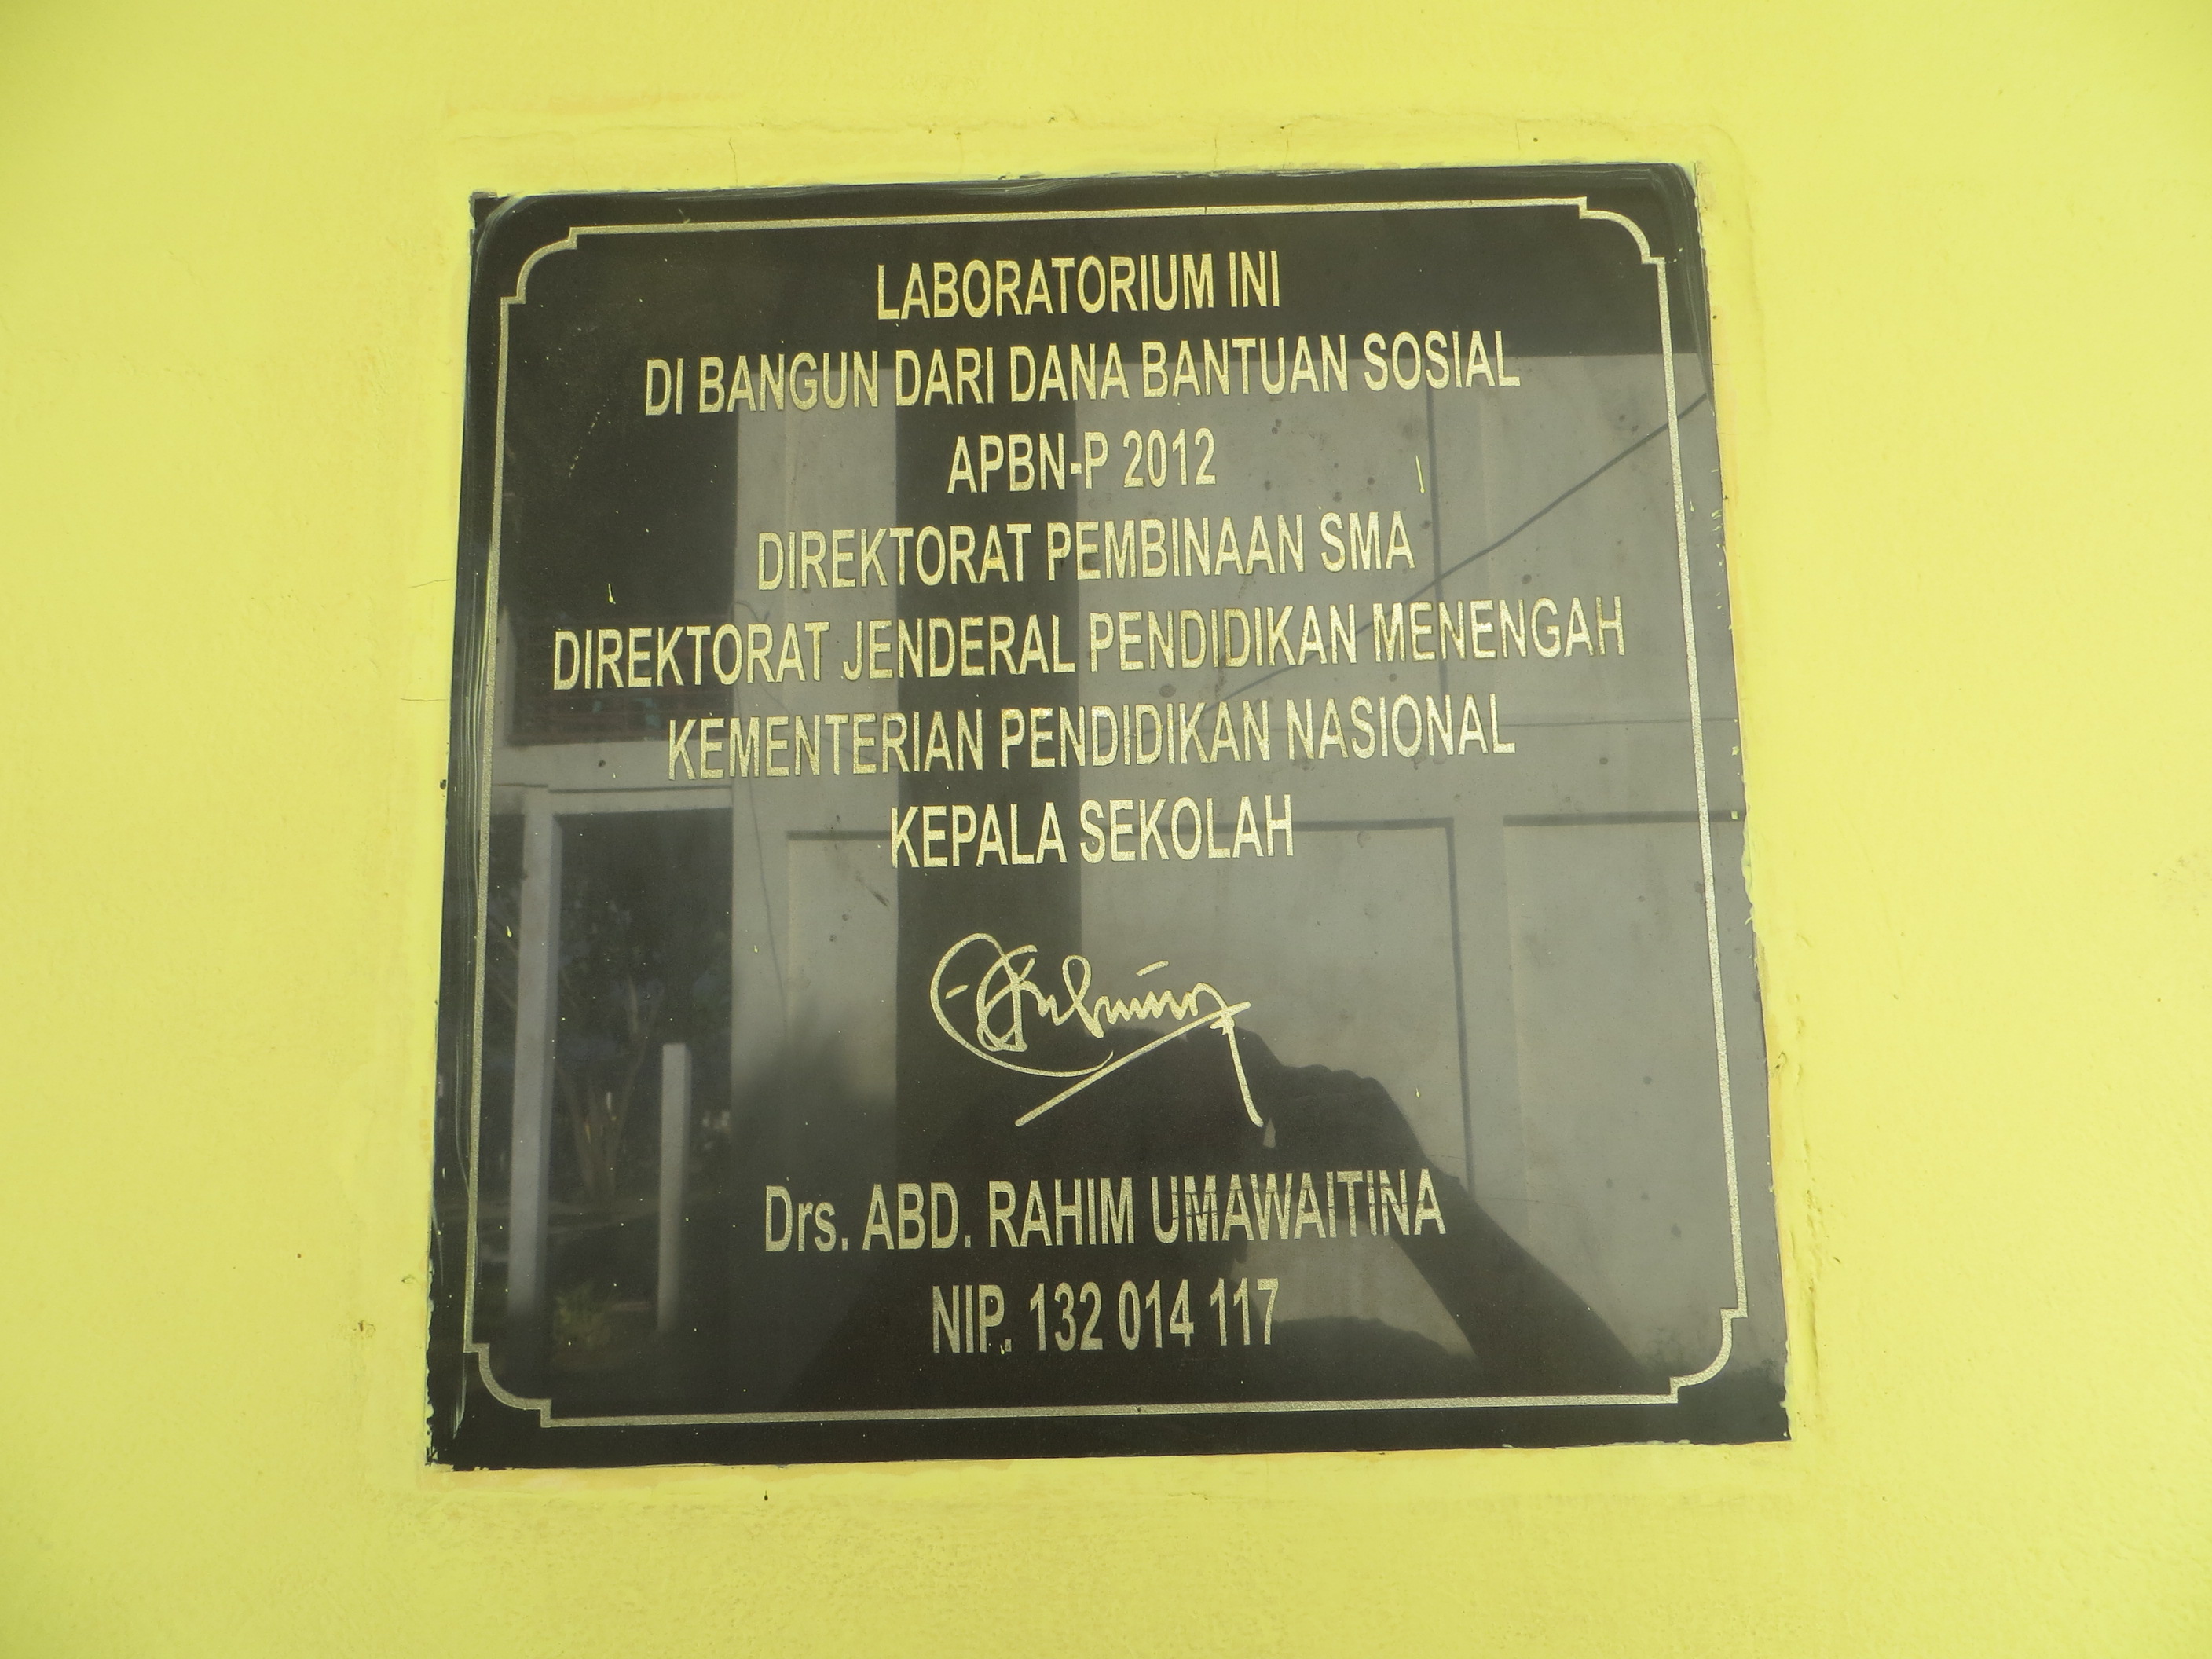 LABORATORIUM INI
DI BANGUN DARI DANA BANTUAN SOSIAL
APBN-P 2012
DIREKTORAT PEMBINAAN SMA
DIREKTORAT JENDERAL PENDIDIKAN MENENGAH
KEMENTERIAN PENDIDIKAN NASIONAL
KEPALA SEKOLAH
Drs. ABD. RAHIM UMAWAITINA
NIP. 132 014 117